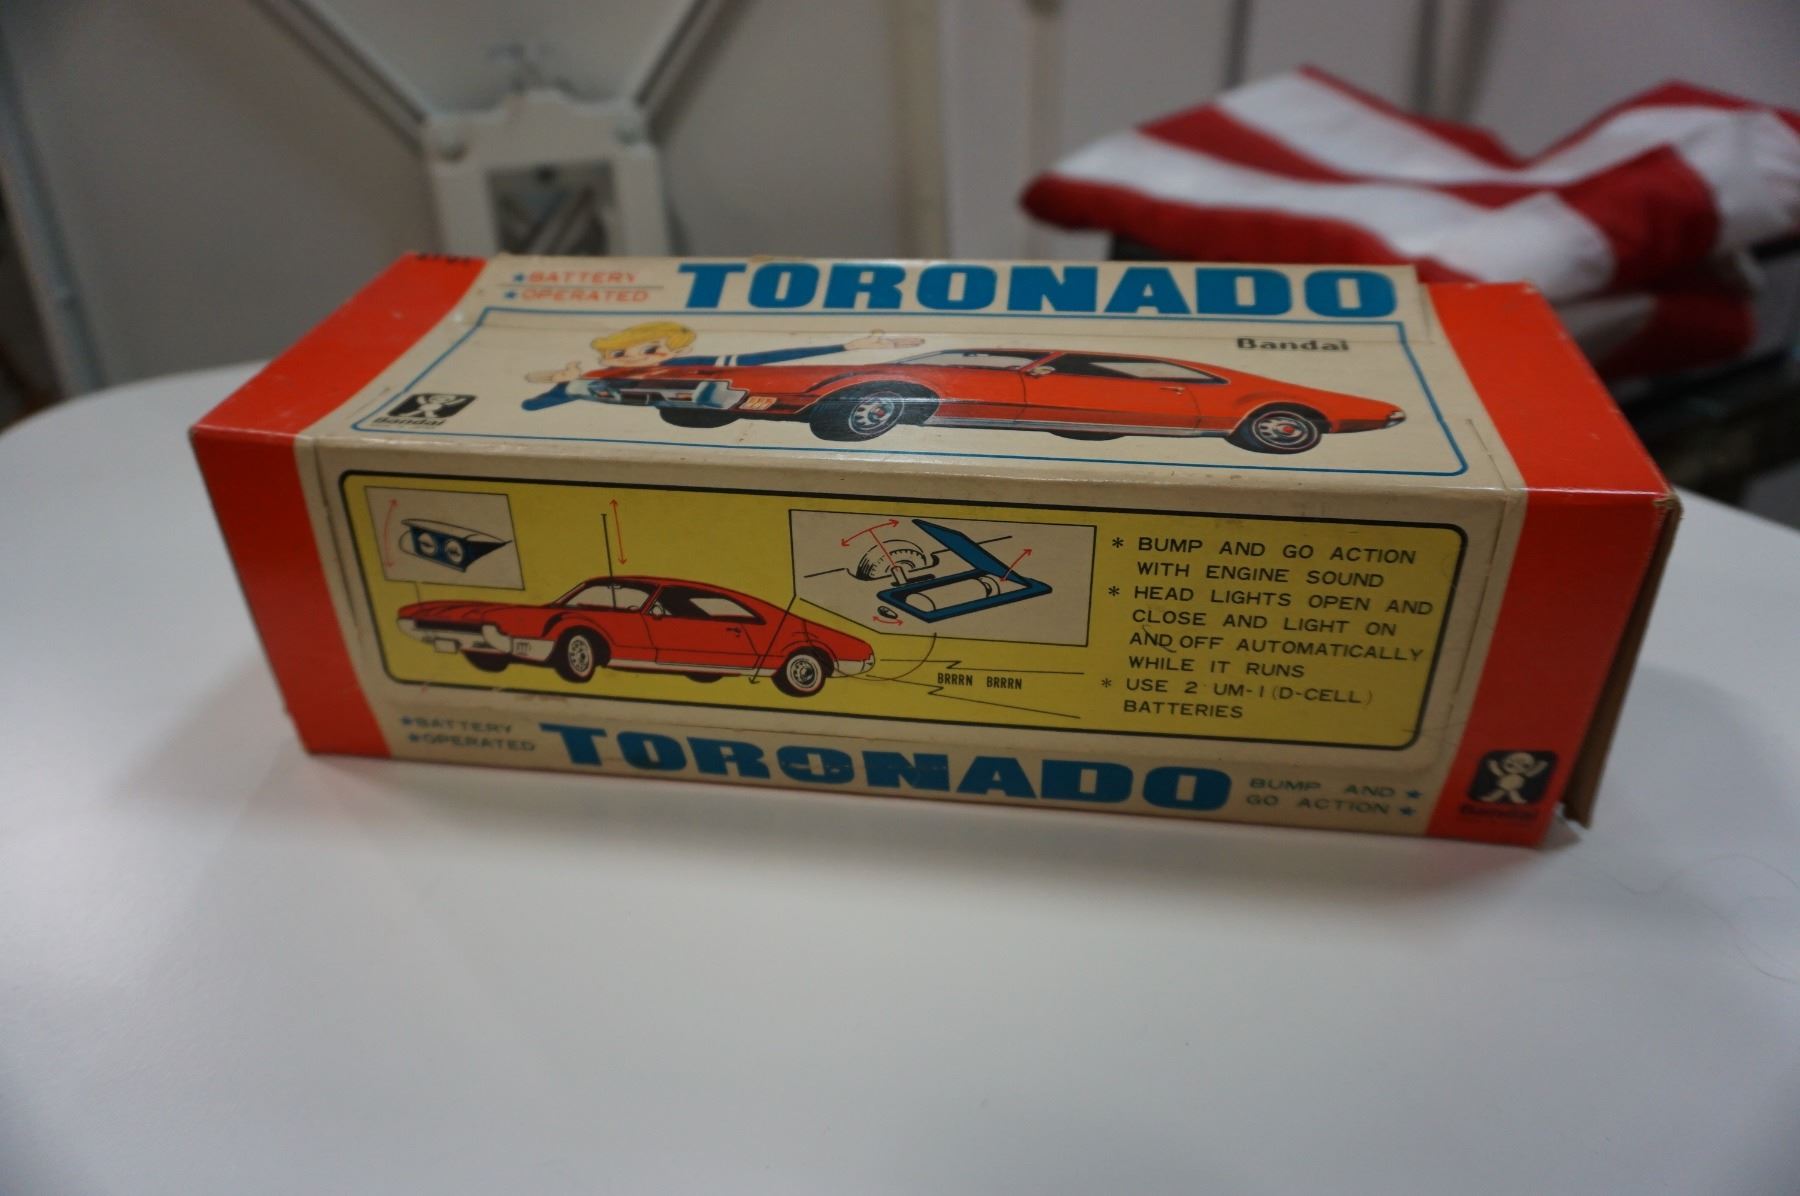 ★BATTERY
★OPERATED
TORONADO
Bandai
Bandai
* BUMP AND GO ACTION
WITH ENGINE SOUND
* HEAD LIGHTS OPEN AND
CLOSE AND LIGHT ON
AND OFF AUTOMATICALLY
WHILE IT RUNS
* USE 2 UM-1 (D-CELL)
BATTERIES
BRRRN BRRRN
★BATTERY
★OPERATED
TORONADO
BUMP AND ★
GO ACTION ★
Bandai